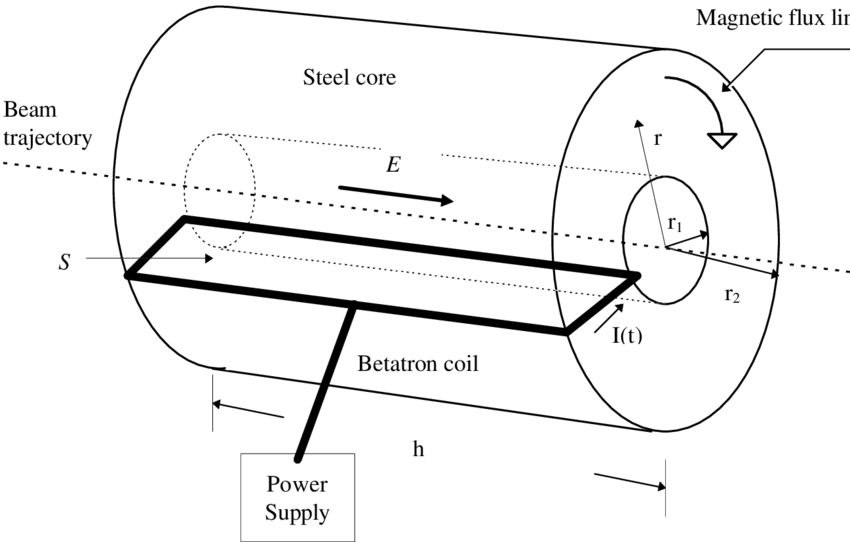 Magnetic flux lin
Steel core
Beam
trajectory
E
r
r1
S
r2
I(t)
Betatron coil
h
Power
Supply